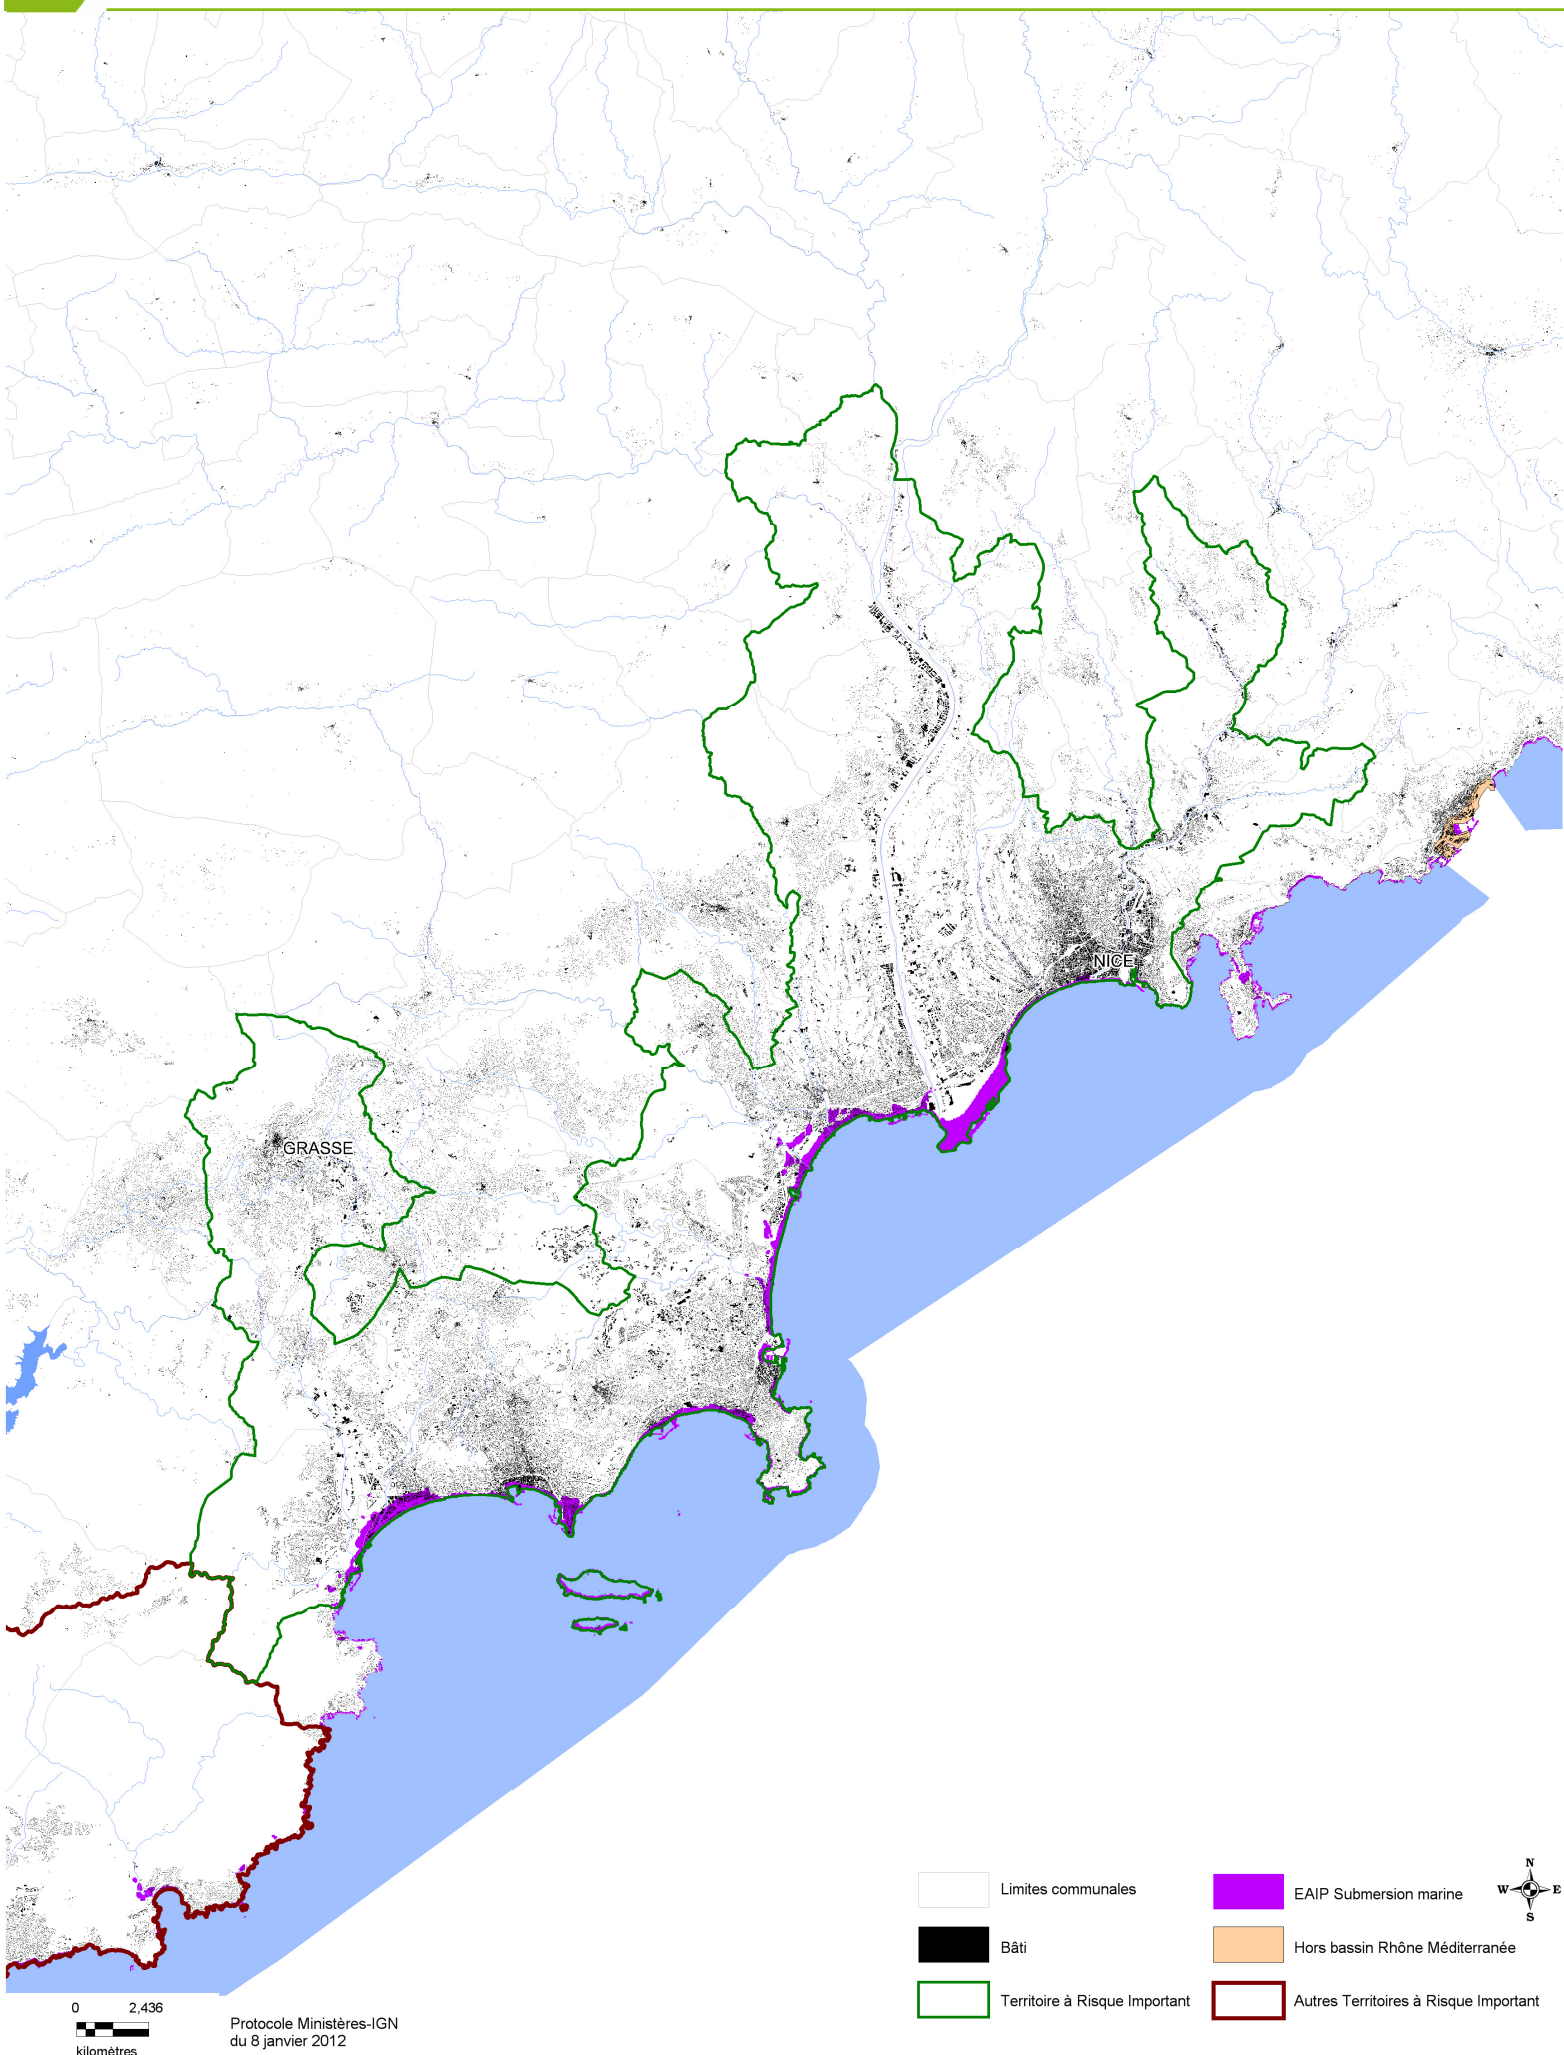 NICE
GRASSE
Limites communales
Bâti
Territoire à Risque Important
EAIP Submersion marine
Hors bassin Rhône Méditerranée
Autres Territoires à Risque Important
N
W E
S
0 2,436
kilomètres
Protocole Ministères-IGN
du 8 janvier 2012